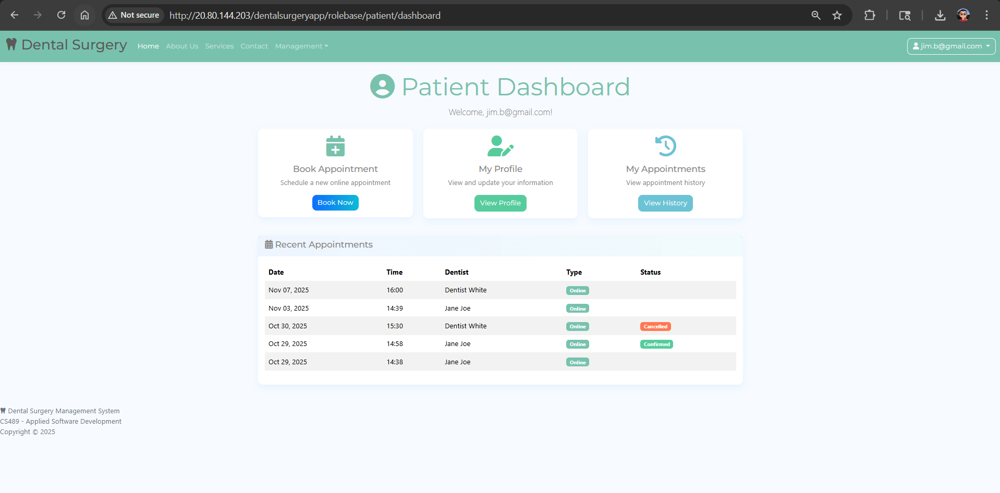 Not secure http://20.80.144.203/dentalsurgeryapp/rolebase/patient/dashboard
Dental Surgery Home About Us Services Contact Management jim.b@gmail.com
Patient Dashboard
Welcome, jim.b@gmail.com!
Book Appointment
Schedule a new online appointment
Book Now
My Profile
View and update your information
View Profile
My Appointments
View appointment history
View History
Recent Appointments
Date Time Dentist Type Status
Nov 07, 2025 16:00 Dentist White Online
Nov 03, 2025 14:39 Jane Joe Online
Oct 30, 2025 15:30 Dentist White Online Cancelled
Oct 29, 2025 14:58 Jane Joe Online Confirmed
Oct 29, 2025 14:38 Jane Joe Online
Dental Surgery Management System
CS489 - Applied Software Development
Copyright © 2025